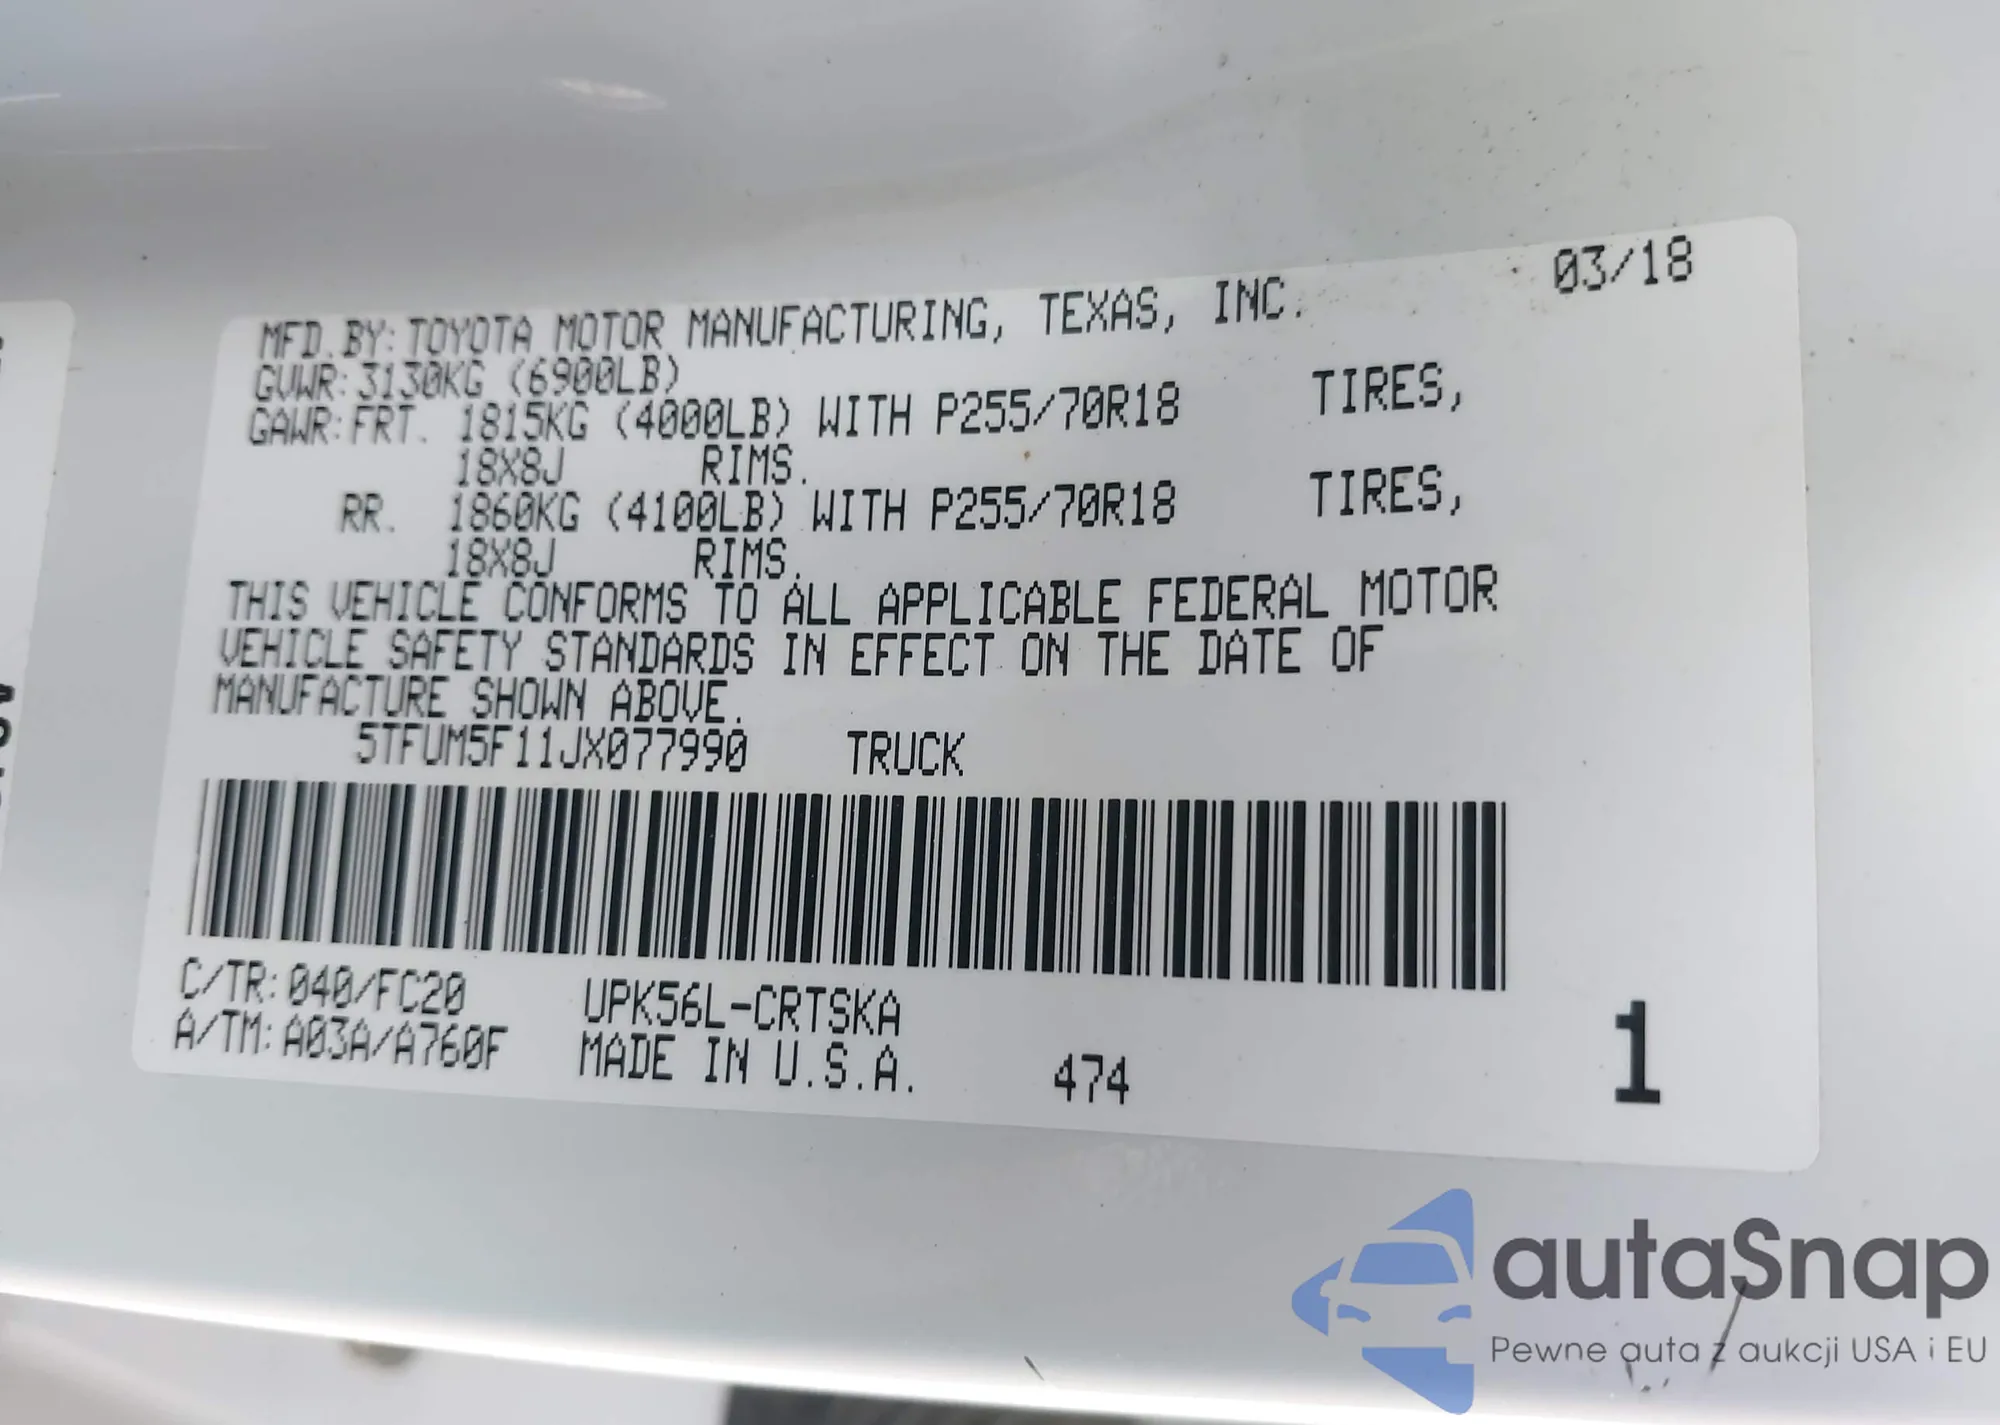 MFD. BY: TOYOTA MOTOR MANUFACTURING, TEXAS, INC. 03/18
GVWR: 3130KG (6900LB)
GAWR: FRT. 1815KG (4000LB) WITH P255/70R18 TIRES,
18X8J RIMS.
RR. 1860KG (4100LB) WITH P255/70R18 TIRES,
18X8J RIMS.
THIS VEHICLE CONFORMS TO ALL APPLICABLE FEDERAL MOTOR
VEHICLE SAFETY STANDARDS IN EFFECT ON THE DATE OF
MANUFACTURE SHOWN ABOVE.
5TFUM5F11JX077990 TRUCK
C/TR: 040/FC20 UPK56L-CRTSKA
A/TM: A03A/A760F MADE IN U.S.A. 474 1
autaSnap
Pewne auta z aukcji USA i EU